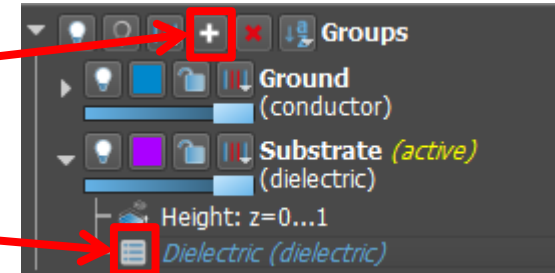 Groups
Ground
(conductor)
Substrate (active)
(dielectric)
Height: z=0...1
Dielectric (dielectric)